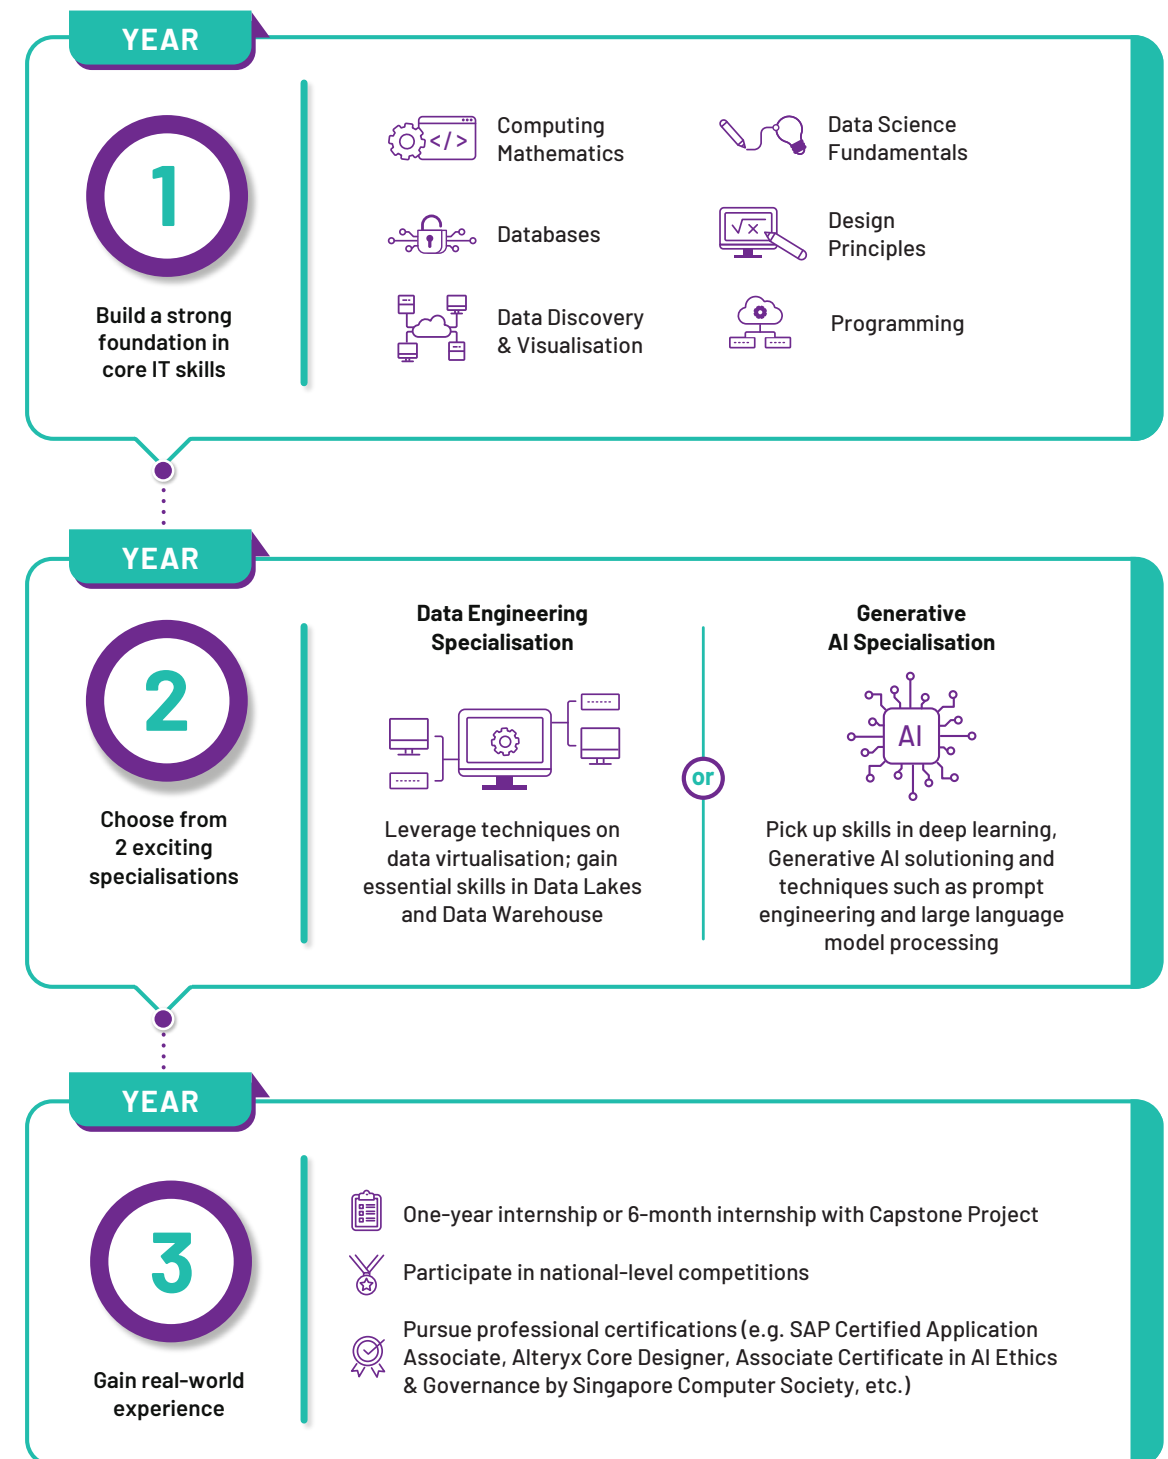 YEAR
1
Build a strong
foundation in
core IT skills
</>
Computing
Mathematics
Data Science
Fundamentals
Databases
√x
Design
Principles
Data Discovery
& Visualisation
Programming
YEAR
2
Choose from
2 exciting
specialisations
Data Engineering
Specialisation
Leverage techniques on
data virtualisation; gain
essential skills in Data Lakes
and Data Warehouse
or
Generative
AI Specialisation
AI
Pick up skills in deep learning,
Generative AI solutioning and
techniques such as prompt
engineering and large language
model processing
YEAR
3
Gain real-world
experience
One-year internship or 6-month internship with Capstone Project
Participate in national-level competitions
Pursue professional certifications (e.g. SAP Certified Application
Associate, Alteryx Core Designer, Associate Certificate in AI Ethics
& Governance by Singapore Computer Society, etc.)